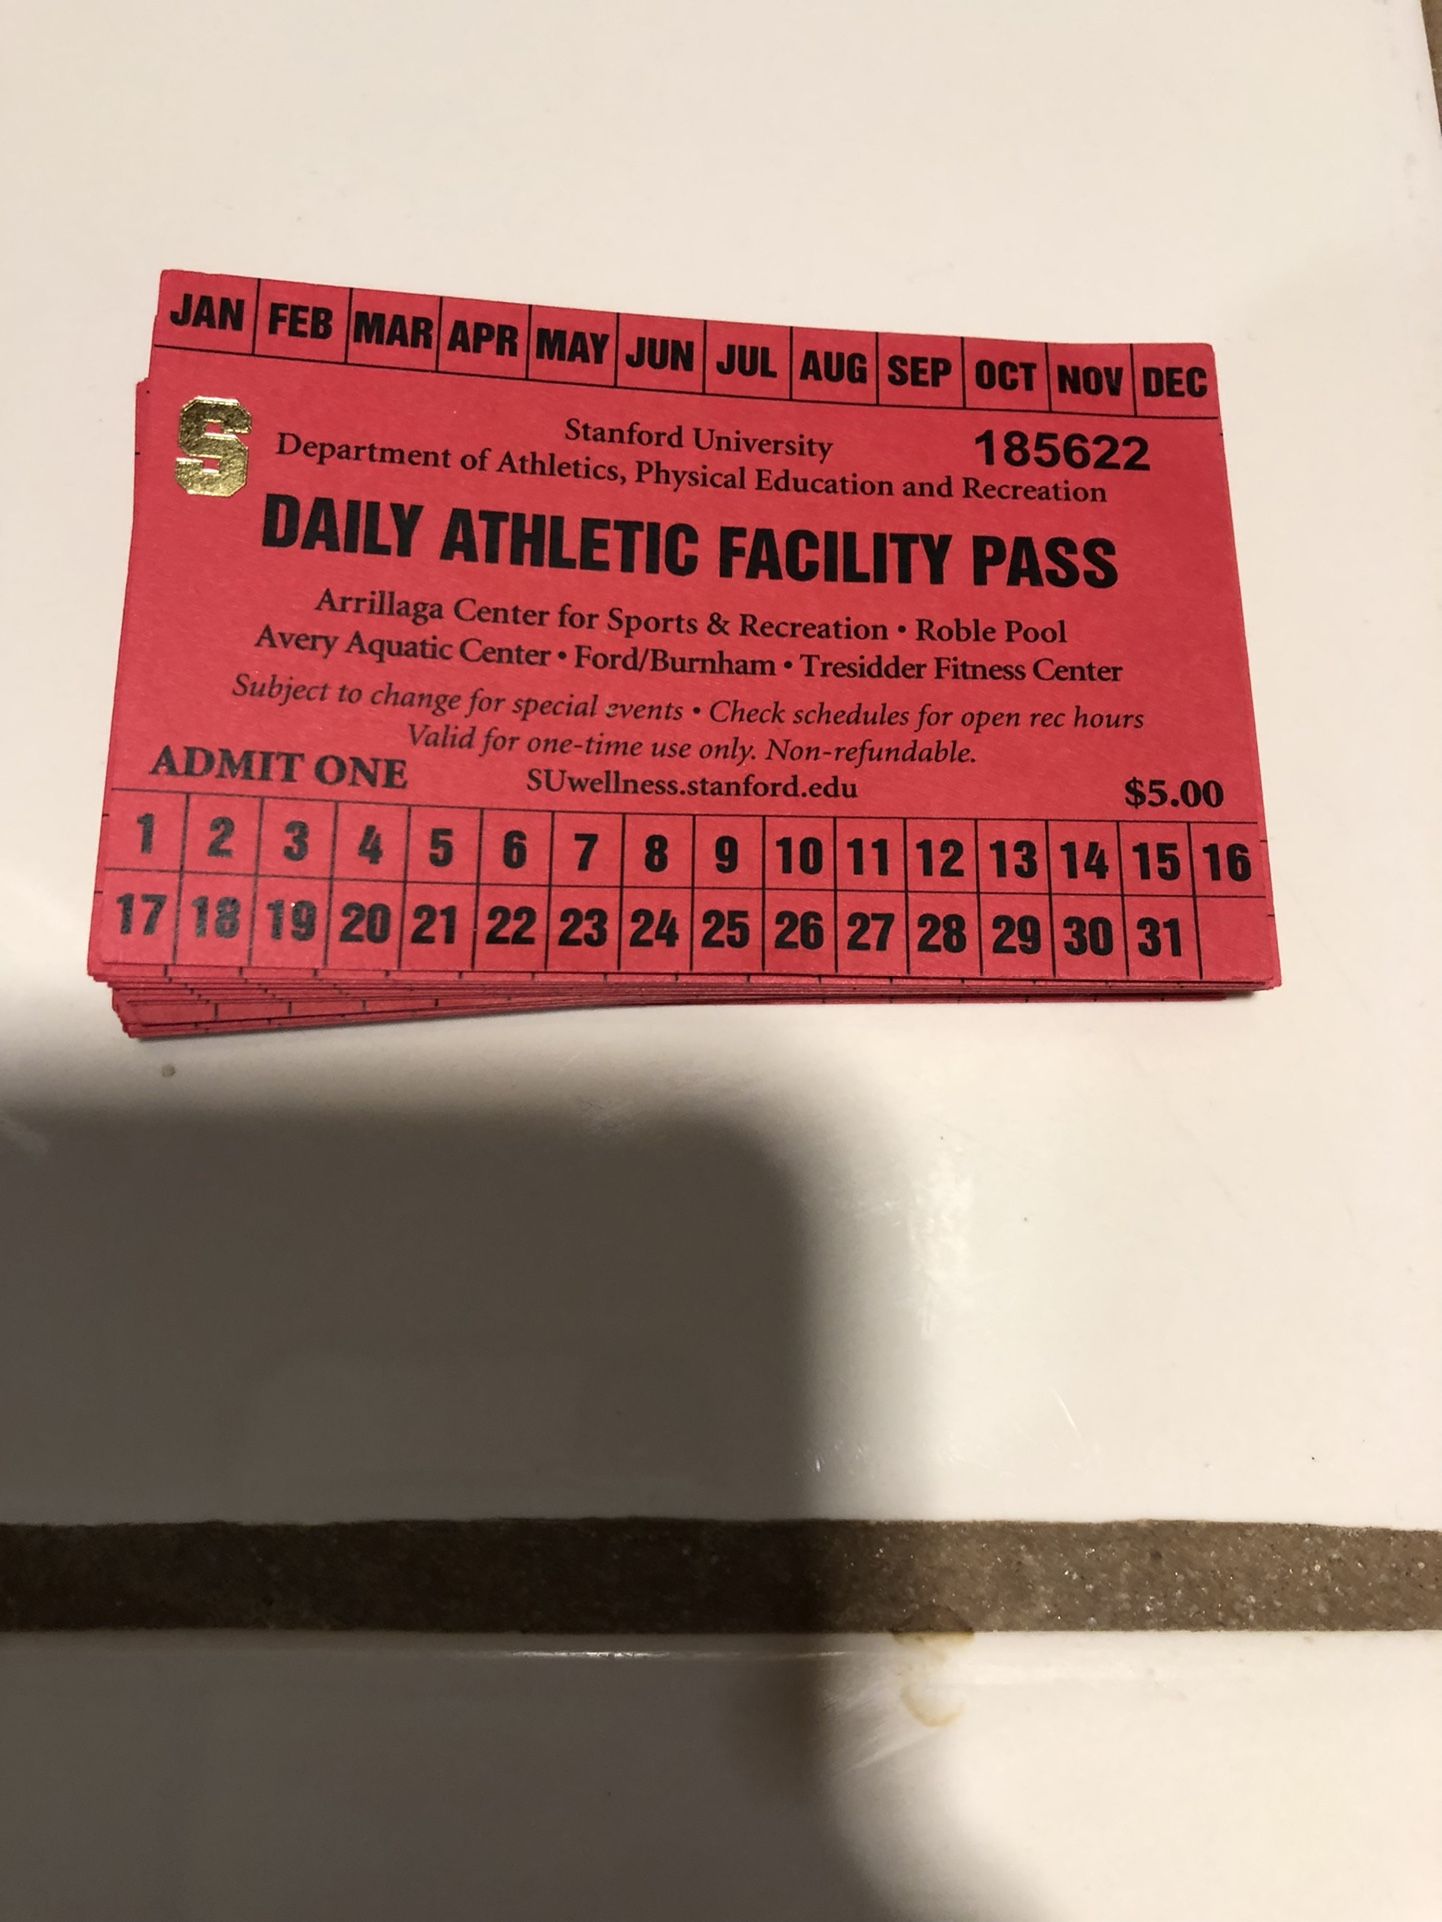 JAN FEB MAR APR MAY JUN JUL AUG SEP OCT NOV DEC
S
Stanford University 185622
Department of Athletics, Physical Education and Recreation
DAILY ATHLETIC FACILITY PASS
Arrillaga Center for Sports & Recreation • Roble Pool
Avery Aquatic Center • Ford/Burnham • Tresidder Fitness Center
Subject to change for special events • Check schedules for open rec hours
Valid for one-time use only. Non-refundable.
ADMIT ONE SUwellness.stanford.edu $5.00
1 2 3 4 5 6 7 8 9 10 11 12 13 14 15 16
17 18 19 20 21 22 23 24 25 26 27 28 29 30 31